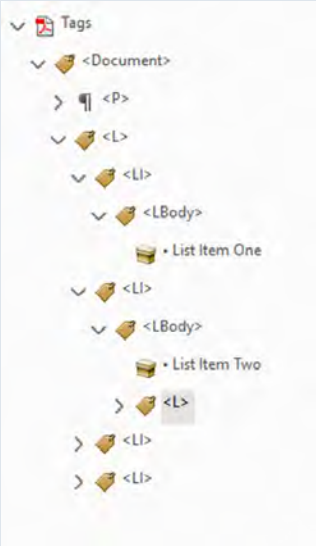 Tags
<Document>
<P>
<L>
<LI>
<LBody>
• List Item One
<LI>
<LBody>
• List Item Two
<L>
<LI>
<LI>